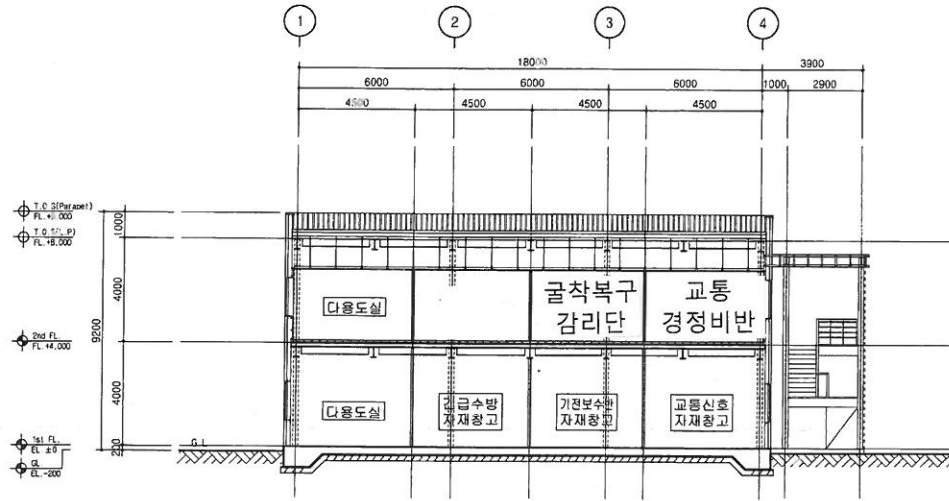 1
2
3
4
18000
3900
6000
6000
6000
1000
2900
4500
4500
4500
4500
T.O.S(Parapet)
FL.+9,000
T.O.S(L.P)
FL.+8,000
1000
4000
9200
2nd FL.
FL.+4,000
4000
1st FL.
EL ±0
200
GL
EL.-200
G.L
다용도실
굴착복구
감리단
교통
경정비반
다용도실
긴급수방
자재창고
기전보수반
자재창고
교통신호
자재창고